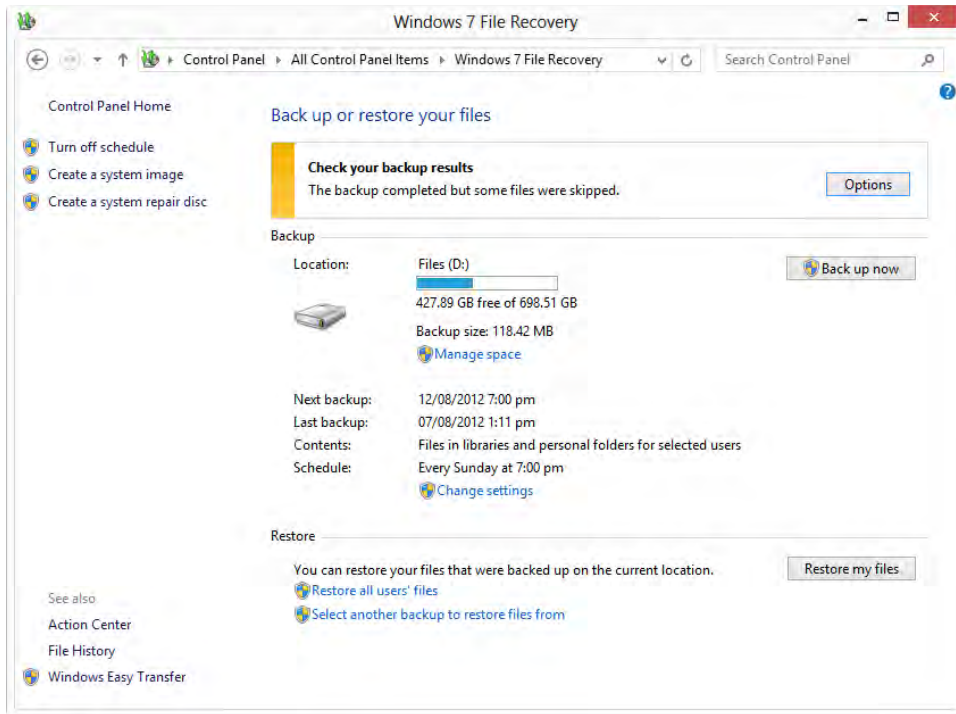 Windows 7 File Recovery
Control Panel All Control Panel Items Windows 7 File Recovery
Search Control Panel
Control Panel Home
Turn off schedule
Create a system image
Create a system repair disc
Back up or restore your files
?
Check your backup results
The backup completed but some files were skipped.
Options
Backup
Location: Files (D:)
Back up now
427.89 GB free of 698.51 GB
Backup size: 118.42 MB
Manage space
Next backup: 12/08/2012 7:00 pm
Last backup: 07/08/2012 1:11 pm
Contents: Files in libraries and personal folders for selected users
Schedule: Every Sunday at 7:00 pm
Change settings
Restore
You can restore your files that were backed up on the current location.
Restore my files
Restore all users' files
Select another backup to restore files from
See also
Action Center
File History
Windows Easy Transfer